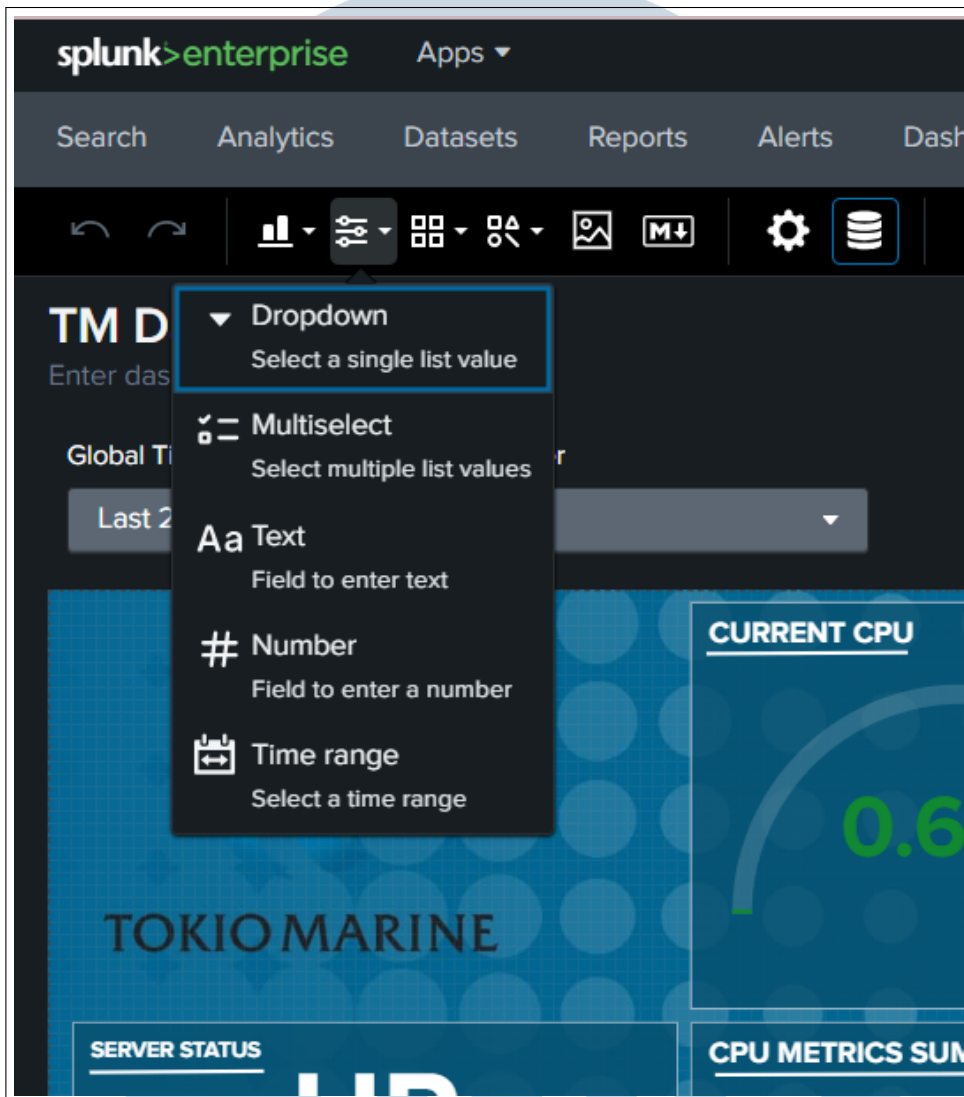 splunk>enterprise Apps
Search Analytics Datasets Reports Alerts Dash
M
TM D
Enter das
Dropdown
Select a single list value
Multiselect
Select multiple list values
Global Ti
r
Last 2
Aa Text
Field to enter text
# Number
Field to enter a number
Time range
Select a time range
CURRENT CPU
0.6
TOKIO MARINE
SERVER STATUS
UP
CPU METRICS SUM